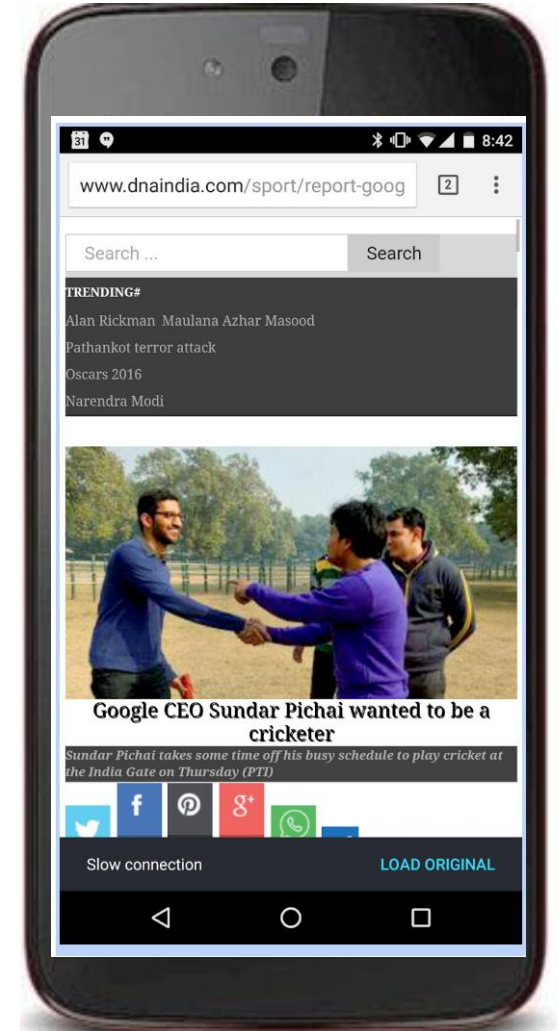 31
8:42
www.dnaindia.com/sport/report-goog
2
Search ...
Search
TRENDING#
Alan Rickman Maulana Azhar Masood
Pathankot terror attack
Oscars 2016
Narendra Modi
Google CEO Sundar Pichai wanted to be a
cricketer
Sundar Pichai takes some time off his busy schedule to play cricket at
the India Gate on Thursday (PTI)
f
g+
Slow connection
LOAD ORIGINAL